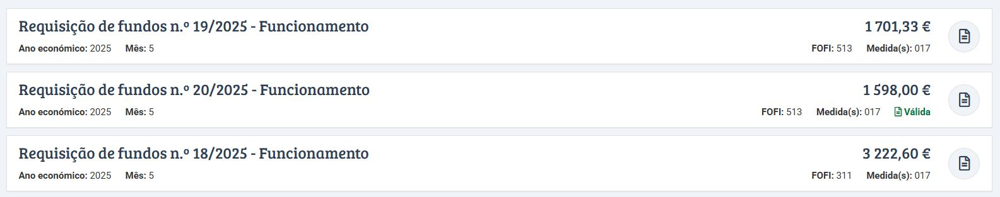 Requisição de fundos n.º 19/2025 - Funcionamento 1 701,33 €
Ano económico: 2025 Mês: 5 FOFI: 513 Medida(s): 017
Requisição de fundos n.º 20/2025 - Funcionamento 1 598,00 €
Ano económico: 2025 Mês: 5 FOFI: 513 Medida(s): 017 Válida
Requisição de fundos n.º 18/2025 - Funcionamento 3 222,60 €
Ano económico: 2025 Mês: 5 FOFI: 311 Medida(s): 017